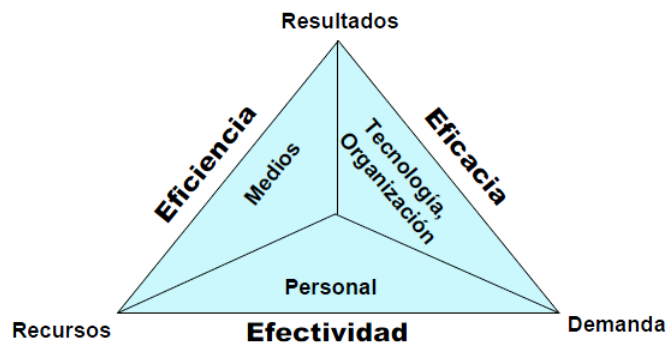 Resultados
Eficiencia
Medios
Tecnología,
Organización
Eficacia
Personal
Recursos
Efectividad
Demanda